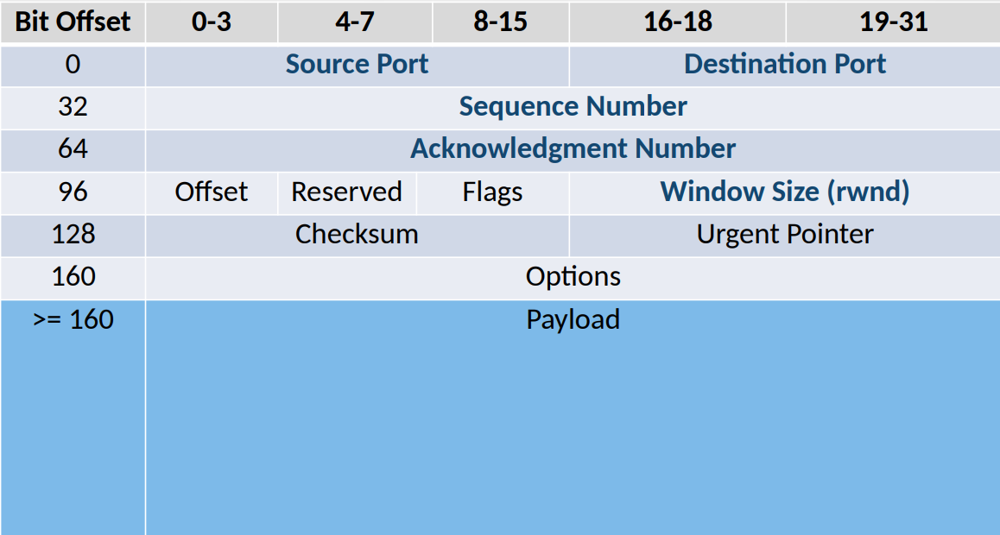 Bit Offset 0-3 4-7 8-15 16-18 19-31
0 Source Port Destination Port
32 Sequence Number
64 Acknowledgment Number
96 Offset Reserved Flags Window Size (rwnd)
128 Checksum Urgent Pointer
160 Options
>= 160 Payload